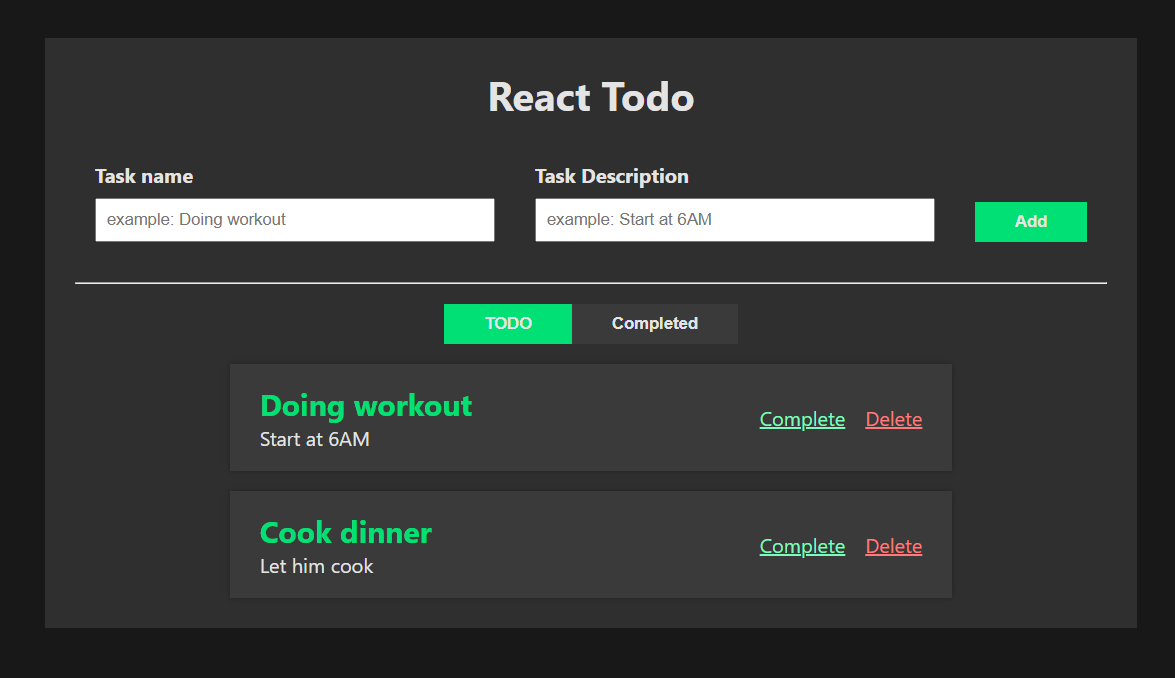 React Todo
Task name
Task Description
example: Doing workout
example: Start at 6AM
Add
TODO
Completed
Doing workout
Start at 6AM
Complete
Delete
Cook dinner
Let him cook
Complete
Delete